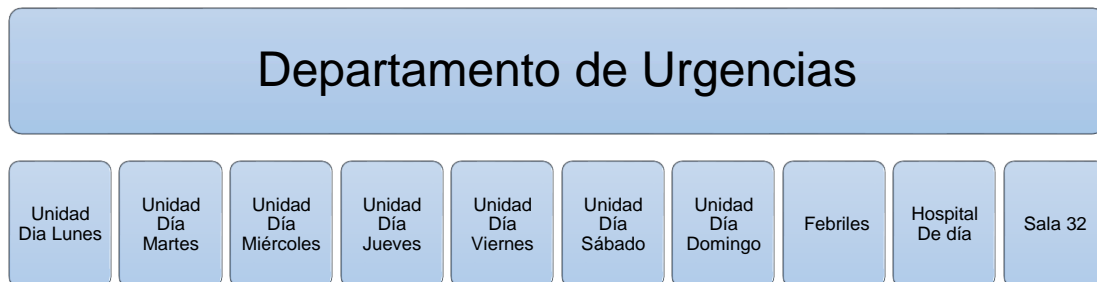 Departamento de Urgencias
Unidad
Dia Lunes
Unidad
Día
Martes
Unidad
Día
Miércoles
Unidad
Día
Jueves
Unidad
Día
Viernes
Unidad
Día
Sábado
Unidad
Día
Domingo
Febriles
Hospital
De día
Sala 32